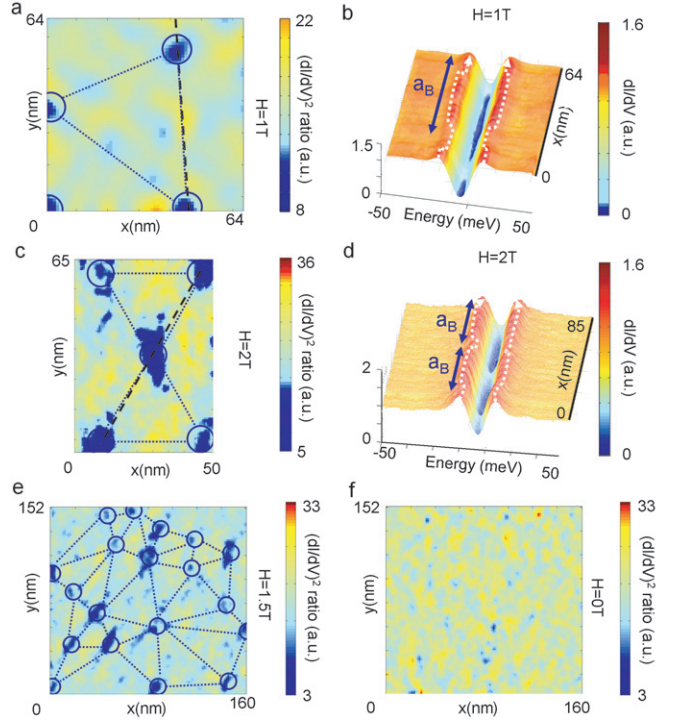 a
64
y(nm)
0
x(nm)
64
22
8
(dI/dV)² ratio (a.u.)
H=1T
b
H=1T
a_B
64
x(nm)
0
1.5
0
-50
Energy (meV)
50
1.6
0
dI/dV (a.u.)
c
65
y(nm)
0
x(nm)
50
36
5
(dI/dV)² ratio (a.u.)
H=2T
d
H=2T
a_B
a_B
85
x(nm)
0
2
0
-50
Energy (meV)
50
1.6
0
dI/dV (a.u.)
e
152
y(nm)
0
x(nm)
160
33
3
(dI/dV)² ratio (a.u.)
H=1.5T
f
152
y(nm)
0
x(nm)
160
33
3
(dI/dV)² ratio (a.u.)
H=0T